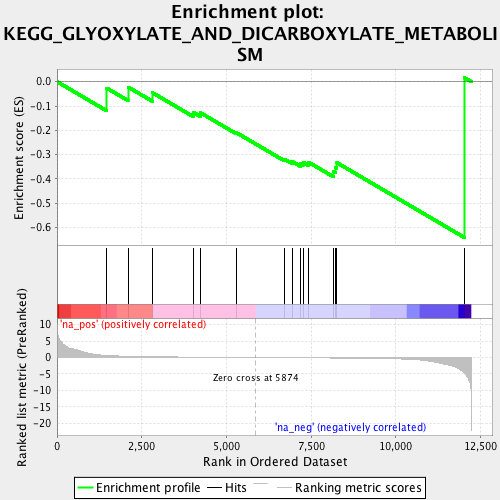 Enrichment plot:
KEGG_GLYOXYLATE_AND_DICARBOXYLATE_METABOLI
SM
Enrichment score (ES)
0.0
-0.1
-0.2
-0.3
-0.4
-0.5
-0.6
'na_pos' (positively correlated)
Ranked list metric (PreRanked)
10
5
0
-5
-10
-15
-20
Zero cross at 5874
'na_neg' (negatively correlated)
0 2,500 5,000 7,500 10,000 12,500
Rank in Ordered Dataset
Enrichment profile Hits Ranking metric scores